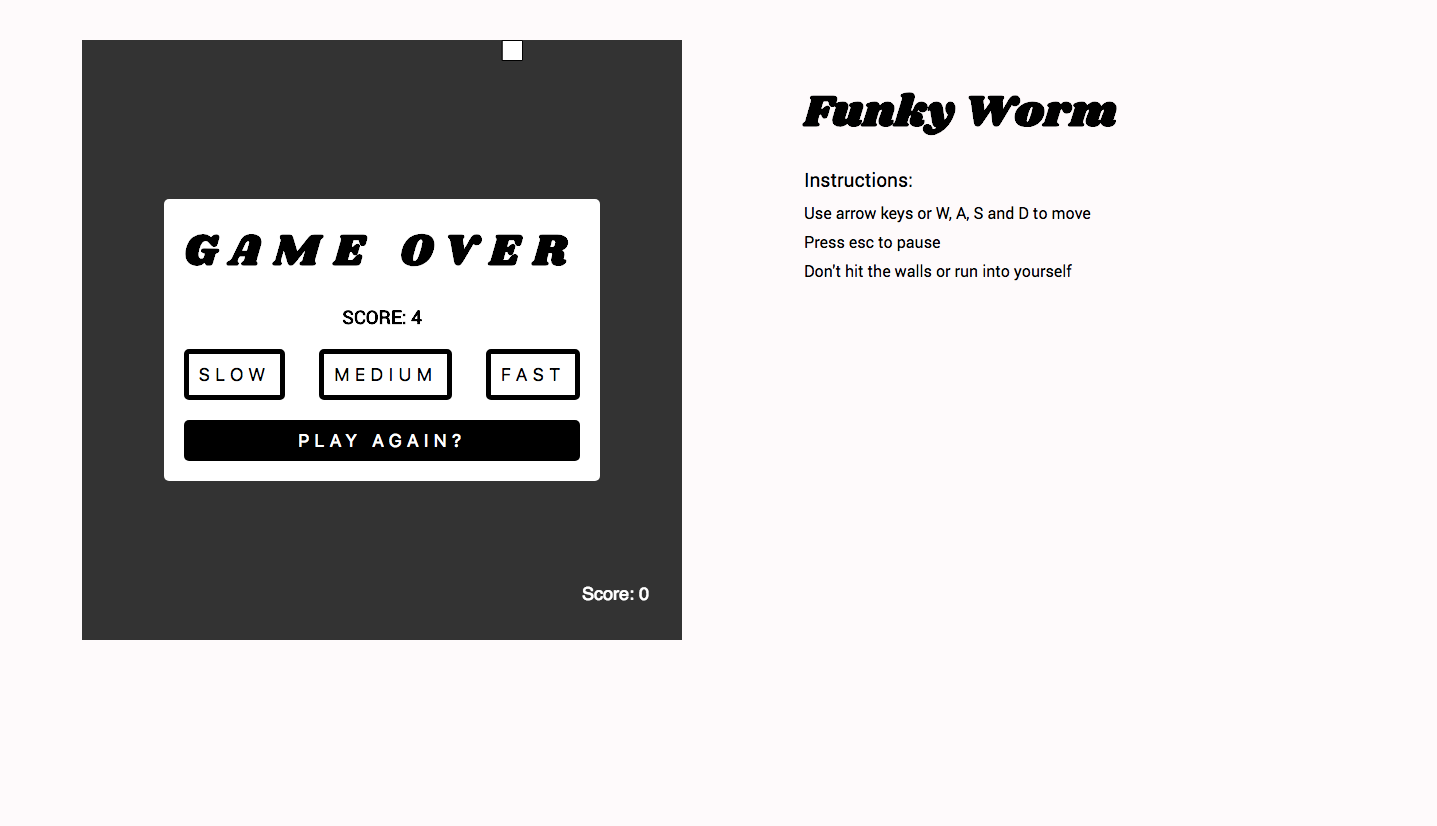 GAME OVER
SCORE: 4
SLOW MEDIUM FAST
PLAY AGAIN?
Score: 0
Funky Worm
Instructions:
Use arrow keys or W, A, S and D to move
Press esc to pause
Don't hit the walls or run into yourself